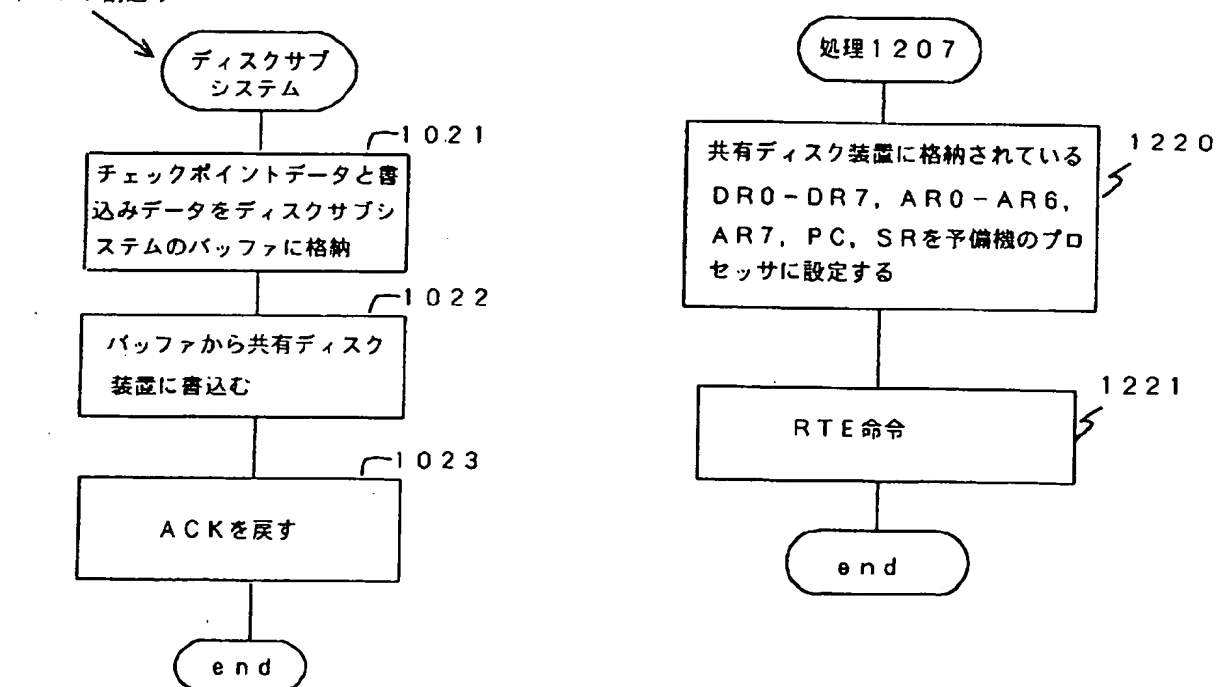 ディスクサブ
システム
1021
チェックポイントデータと書
込みデータをディスクサブシ
ステムのバッファに格納
1022
バッファから共有ディスク
装置に書込む
1023
ACKを戻す
end
処理1207
1220
共有ディスク装置に格納されている
DR0-DR7, AR0-AR6,
AR7, PC, SRを予備機のプロ
セッサに設定する
1221
RTE命令
end